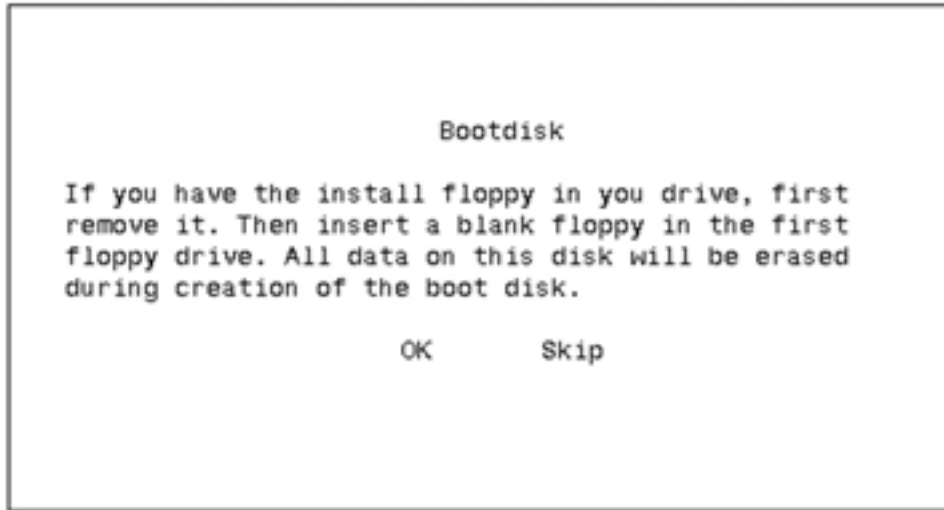 Bootdisk
If you have the install floppy in you drive, first
remove it. Then insert a blank floppy in the first
floppy drive. All data on this disk will be erased
during creation of the boot disk.
OK Skip